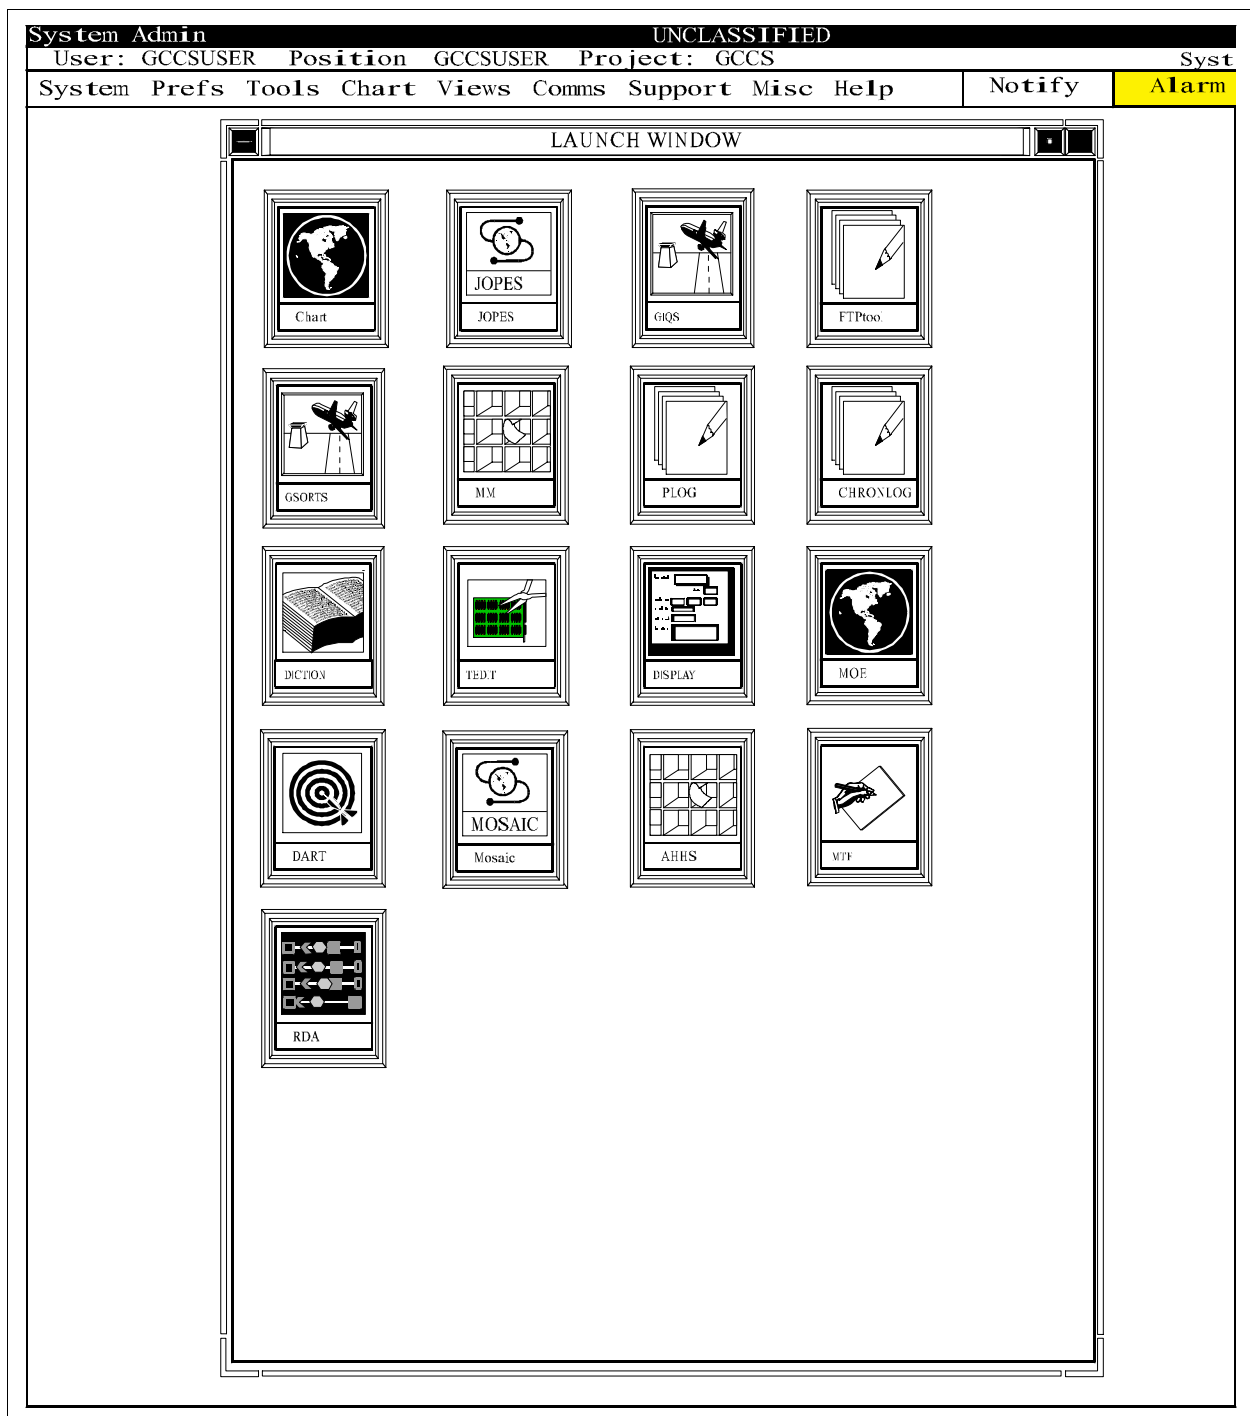 System Admin UNCLASSIFIED
User: GCCSUSER Position GCCSUSER Project: GCCS Syst
System Prefs Tools Chart Views Comms Support Misc Help Notify Alarm
LAUNCH WINDOW
JOPES
Chart JOPES GIQS FTPtool
GSORTS MM PLOG CHRONLOG
DICTION TEDIT DISPLAY MOE
MOSAIC
DART Mosaic AHHS MTF
RDA